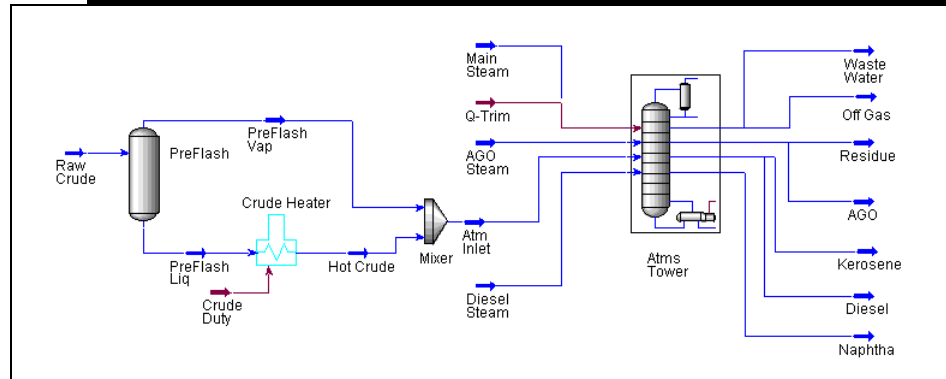 Main
Steam
Waste
Water
Q-Trim
Off Gas
PreFlash
Vap
PreFlash
Raw
Crude
AGO
Steam
Residue
Crude Heater
AGO
Mixer
Atm
Inlet
Atms
Tower
PreFlash
Liq
Hot Crude
Kerosene
Crude
Duty
Diesel
Steam
Diesel
Naphtha